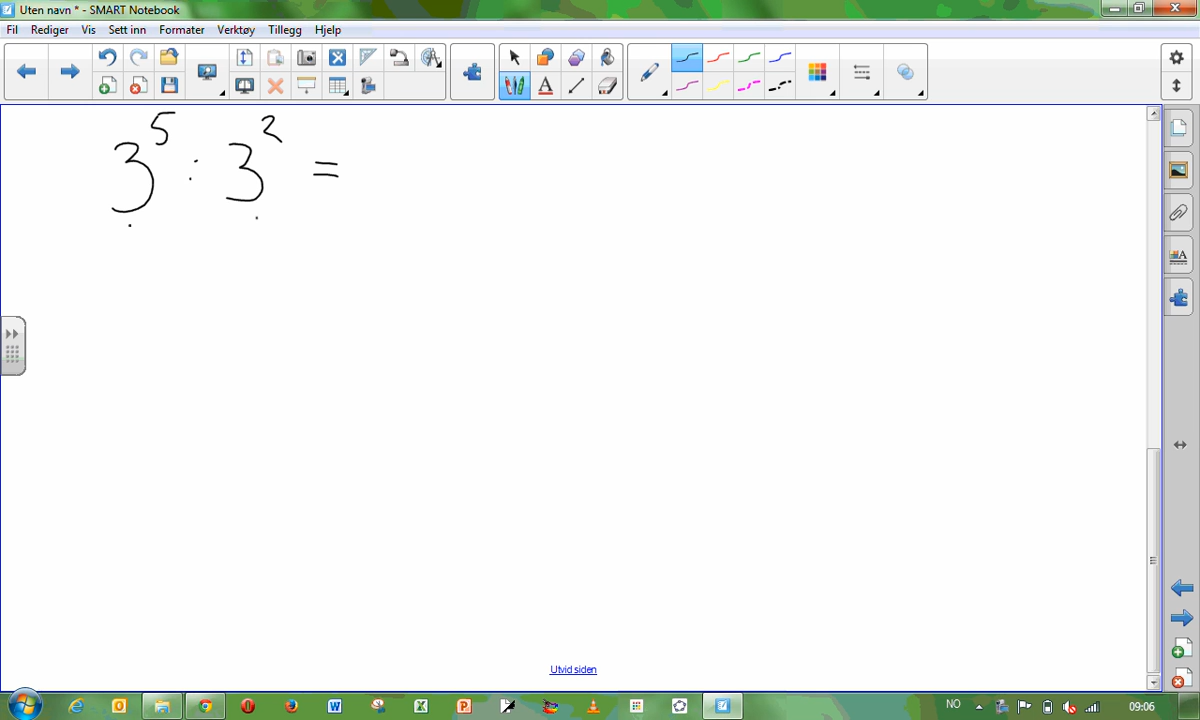 Uten navn * - SMART Notebook
Fil Rediger Vis Sett inn Formater Verktøy Tillegg Hjelp
3⁵ : 3² =
Utvid siden
NO 09:06